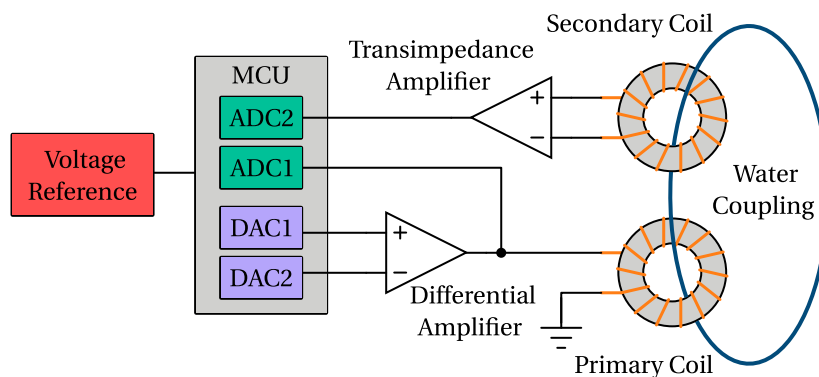 Secondary Coil
Transimpedance
Amplifier
MCU
ADC2
+
−
Voltage
Reference
ADC1
Water
Coupling
DAC1
+
DAC2
−
Differential
Amplifier
Primary Coil